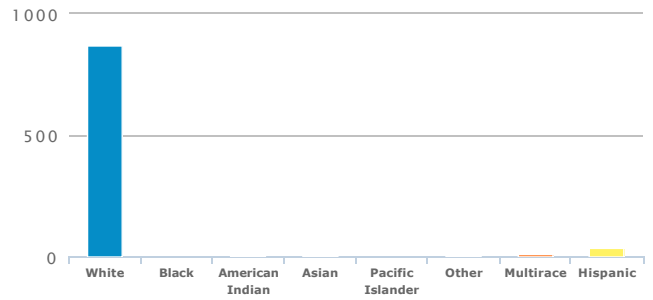 1000
500
0
White Black American Indian Asian Pacific Islander Other Multirace Hispanic